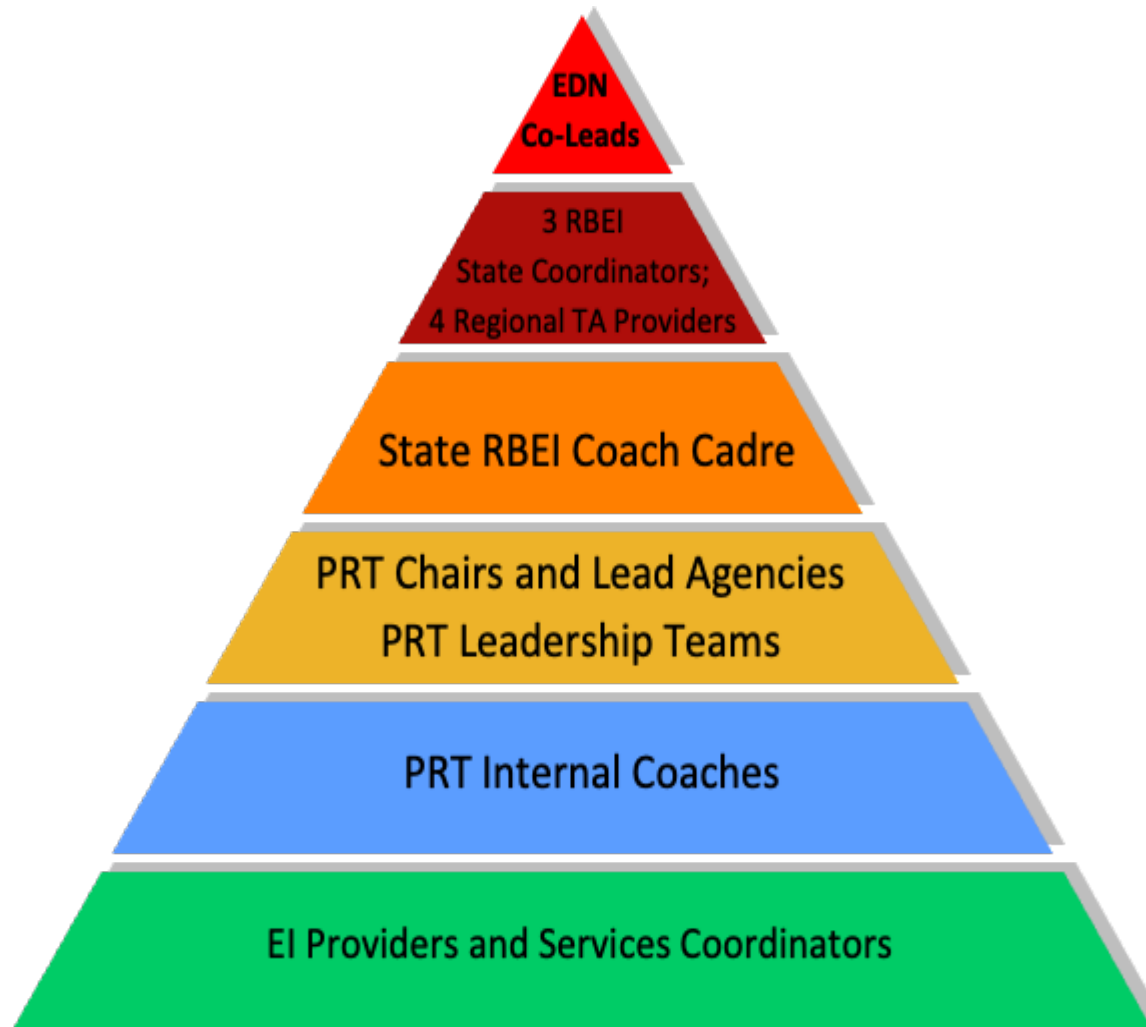 EDN
Co-Leads
3 RBEI
State Coordinators;
4 Regional TA Providers
State RBEI Coach Cadre
PRT Chairs and Lead Agencies
PRT Leadership Teams
PRT Internal Coaches
EI Providers and Services Coordinators